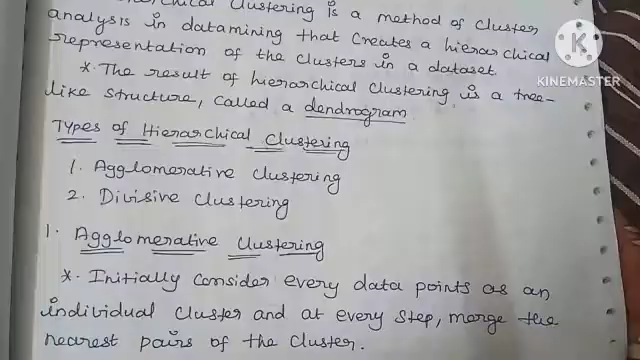 Clustering is a method of cluster
analysis in datamining that creates a hierarchical
representation of the clusters in a dataset.
*. The result of hierarchical clustering is a tree-
like structure, called a dendrogram
Types of Hierarchical Clustering
1. Agglomerative clustering
2. Divisive clustering
1. Agglomerative Clustering
*. Initially consider every data points as an
individual cluster and at every step, merge the
nearest pairs of the cluster.
KINEMASTER